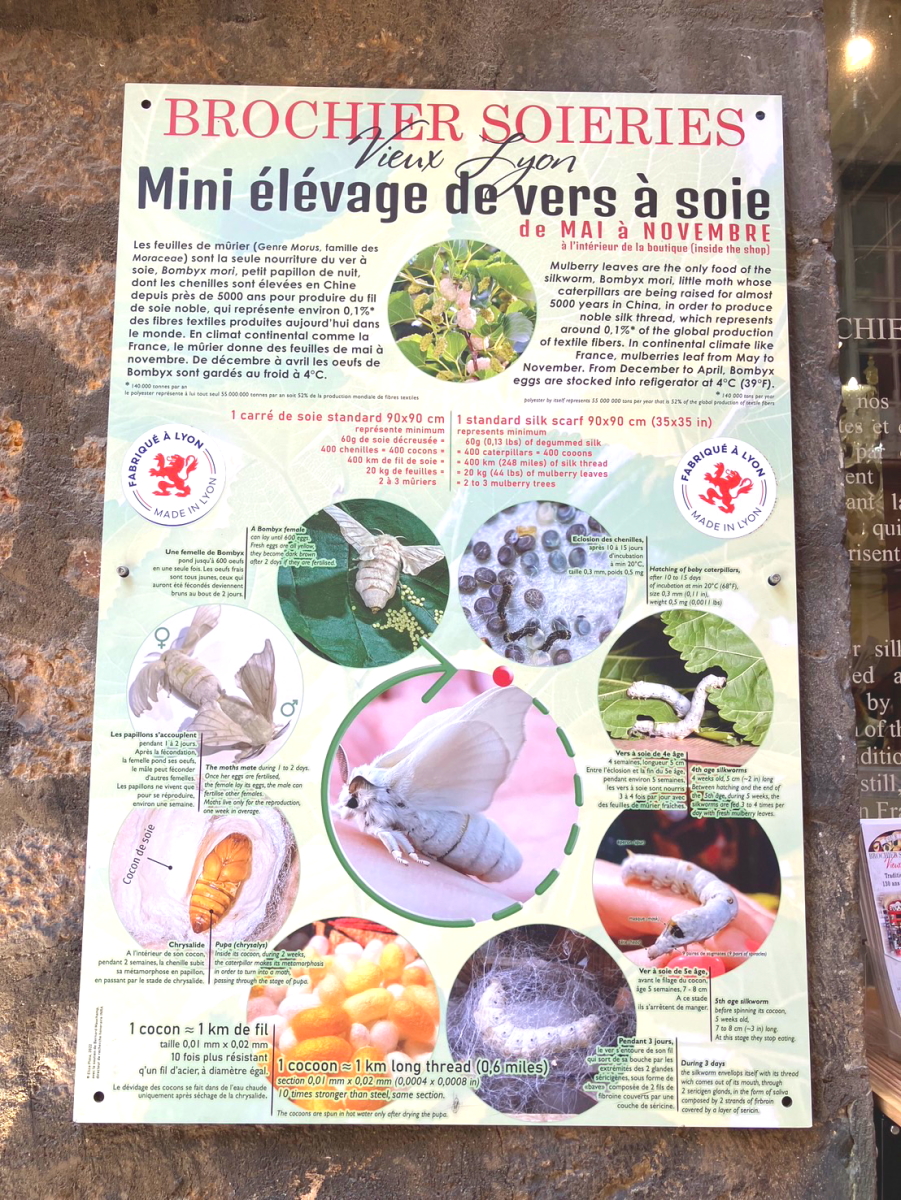 BROCHIER SOIERIES
Vieux Lyon
Mini élévage de vers à soie
de MAI à NOVEMBRE
à l'intérieur de la boutique (inside the shop)
Les feuilles de mûrier (Genre Morus, famille des
Moraceae) sont la seule nourriture du ver à
soie, Bombyx mori, petit papillon de nuit,
dont les chenilles sont élevées en Chine
depuis près de 5000 ans pour produire du fil
de soie noble, qui représente environ 0,1%*
des fibres textiles produites aujourd'hui dans
le monde. En climat continental comme la
France, le mûrier donne des feuilles de mai à
novembre. De décembre à avril les oeufs de
Bombyx sont gardés au froid à 4°C.
* 140.000 tonnes par an
le polyester représente à lui tout seul 55 000 000 tonnes par an soit 52% de la production mondiale de fibres textiles
Mulberry leaves are the only food of the
silkworm, Bombyx mori, little moth whose
caterpillars are being raised for almost
5000 years in China, in order to produce
noble silk thread, which represents
around 0,1%* of the global production
of textile fibers. In continental climate like
France, mulberries leaf from May to
November. From December to April, Bombyx
eggs are stocked into refigerator at 4°C (39°F).
* 140 000 tons per year
polyester by itself represents 55 000 000 tons per year that is 52% of the global production of textile fibers
1 carré de soie standard 90x90 cm
représente minimum
60g de soie décreusée =
400 chenilles = 400 cocons =
400 km de fil de soie =
20 kg de feuilles =
2 à 3 mûriers
1 standard silk scarf 90x90 cm (35x35 in)
represents minimum
60g (0,13 lbs) of degummed silk
= 400 caterpillars = 400 cocoons
= 400 km (248 miles) of silk thread
= 20 kg (44 lbs) of mulberry leaves
= 2 to 3 mulberry trees
FABRIQUÉ À LYON
MADE IN LYON
FABRIQUÉ À LYON
MADE IN LYON
Une femelle de Bombyx
pond jusqu'à 600 oeufs
en une seule fois. Les oeufs frais
sont tous jaunes, ceux qui
auront été fécondés deviennent
bruns au bout de 2 jours.
A Bombyx female
can lay until 600 eggs.
Fresh eggs are all yellow,
they become dark brown
after 2 days if they are fertilised.
Eclosion des chenilles,
après 10 à 15 jours
d'incubation
à min 20°C,
taille 0,3 mm, poids 0,5 mg
Hatching of baby caterpillars,
after 10 to 15 days
of incubation at min 20°C (68°F),
size 0,3 mm (0,11 in),
weight 0,5 mg (0,0011 lbs)
♀
♂
Les papillons s'accouplent
pendant 1 à 2 jours.
Après la fécondation,
la femelle pond ses oeufs,
le mâle peut féconder
d'autres femelles.
Les papillons ne vivent que
pour se réproduire,
environ une semaine.
The moths mate during 1 to 2 days.
Once her eggs are fertilised,
the female lay its eggs, the male can
fertilise other females.
Moths live only for the reproduction,
one week in average.
Vers à soie de 4e âge
4 semaines, longueur 5 cm
Entre l'éclosion et la fin du 5e âge,
pendant environ 5 semaines,
les vers à soie sont nourris
3 à 4 fois par jour avec
des feuilles de mûrier fraîches.
4th age silkworms
4 weeks old, 5 cm (~2 in) long
Between hatching and the end of
the 5th age, during 5 weeks, the
silkworms are fed 3 to 4 times per
day with fresh mulberry leaves.
Cocon de soie
Chrysalide
A l'intérieur de son cocon,
pendant 2 semaines, la chenille subit
sa métamorphose en papillon,
en passant par le stade de chrysalide.
Pupa (chrysalys)
Inside its cocoon, during 2 weeks,
the caterpillar makes its metamorphosis
in order to turn into a moth,
passing through the stage of pupa.
Ver à soie de 5e âge,
avant le filage du cocon,
âge 5 semaines, 7 - 8 cm
A ce stade
ils s'arrêtent de manger.
5th age silkworm
before spinning its cocoon,
5 weeks old,
7 to 8 cm (~3 in) long.
At this stage they stop eating.
1 cocon ≈ 1 km de fil
taille 0,01 mm x 0,02 mm
10 fois plus résistant
qu'un fil d'acier, à diamètre égal
Le dévidage des cocons se fait dans de l'eau chaude
uniquement après séchage de la chrysalide.
1 cocoon ≈ 1 km long thread (0,6 miles)
section 0,01 mm x 0,02 mm (0,0004 x 0,0008 in)
10 times stronger than steel, same section.
The cocoons are spun in hot water only after drying the pupa.
Pendant 3 jours,
le ver s'entoure de son fil
qui sort de sa bouche par les
extrémités des 2 glandes
séricigènes, sous forme de
«bave» composée de 2 fils de
fibroïne couverts par une
couche de séricine.
During 3 days
the silkworm envellops itself with its thread
wich comes out of its mouth, through
2 sericigen glands, in the form of saliva
composed by 2 strands of firbroin
covered by a layer of sericin.